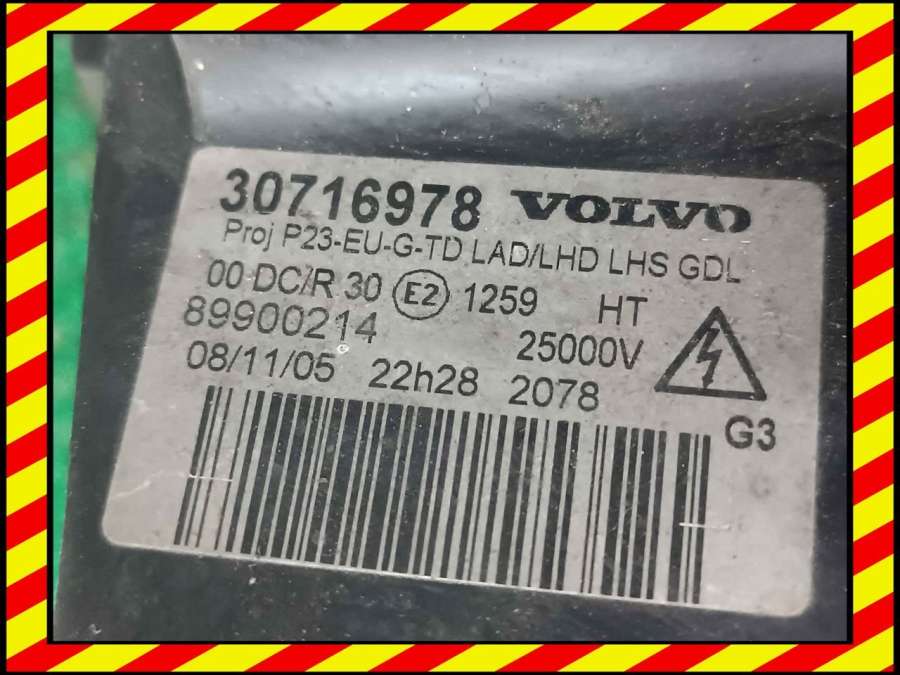 30716978 VOLVO
Proj P23-EU-G-TD LAD/LHD LHS GDL
00 DC/R 30 E2 1259 HT
89900214 25000V
08/11/05 22h28 2078
G3